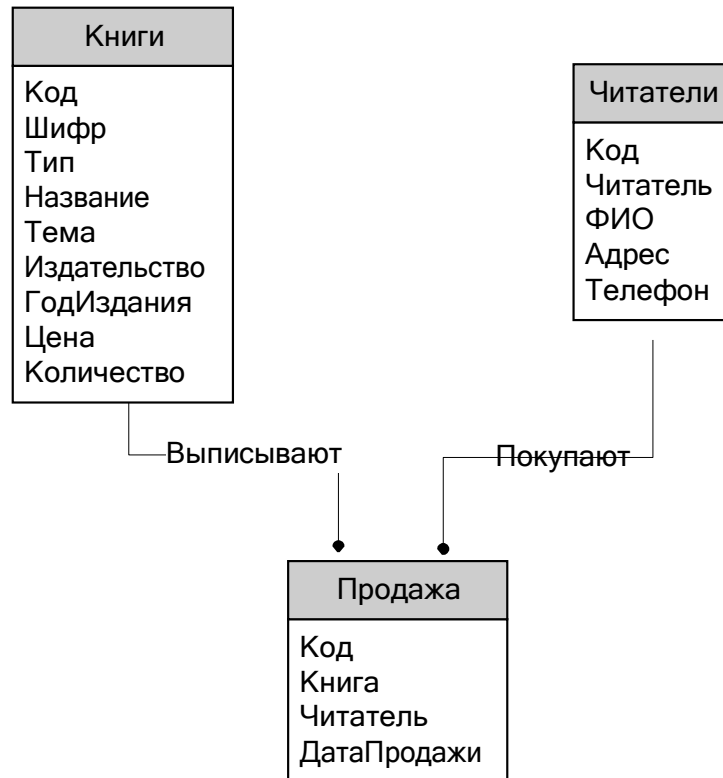 Книги
Код
Шифр
Тип
Название
Тема
Издательство
ГодИздания
Цена
Количество
Читатели
Код
Читатель
ФИО
Адрес
Телефон
Выписывают
Покупают
Продажа
Код
Книга
Читатель
ДатаПродажи